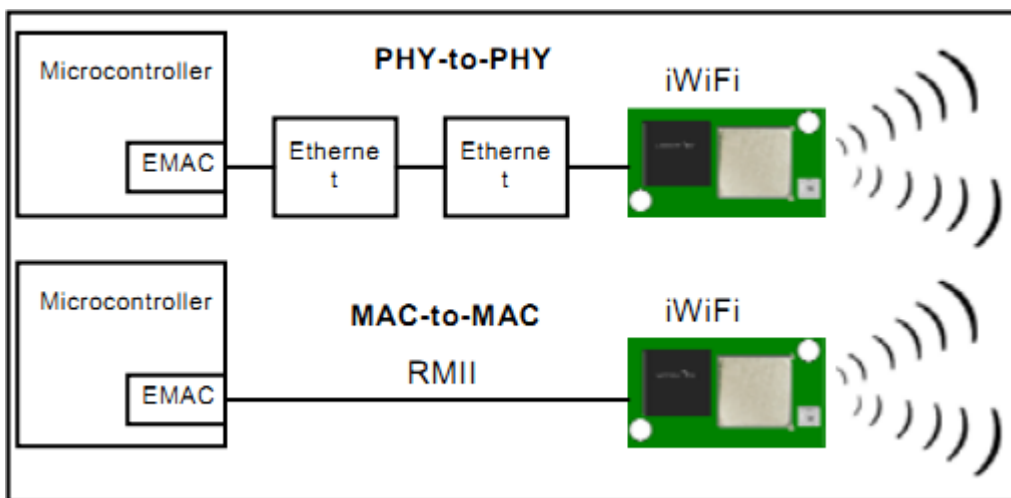 Microcontroller
PHY-to-PHY
iWiFi
EMAC
Etherne
t
Etherne
t
Microcontroller
MAC-to-MAC
iWiFi
RMII
EMAC